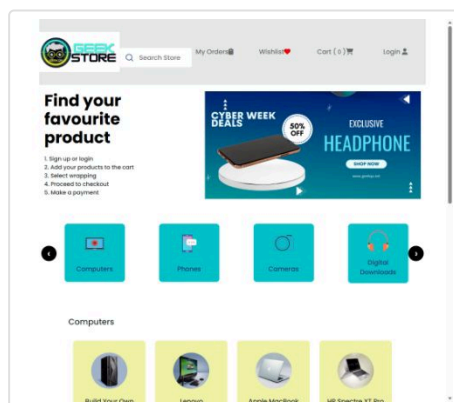 GEEK
STORE
Search Store
My Orders
Wishlist
Cart ( 0 )
Login
Find your
favourite
product
1. Sign up or login
2. Add your products to the cart
3. Select wrapping
4. Proceed to checkout
5. Make a payment
CYBER WEEK
DEALS
50%
OFF
EXCLUSIVE
HEADPHONE
SHOP NOW
Computers
Phones
Cameras
Digital
Downloads
Computers
Build Your Own
Lenovo
Apple MacBook
HP Spectre XT Pro